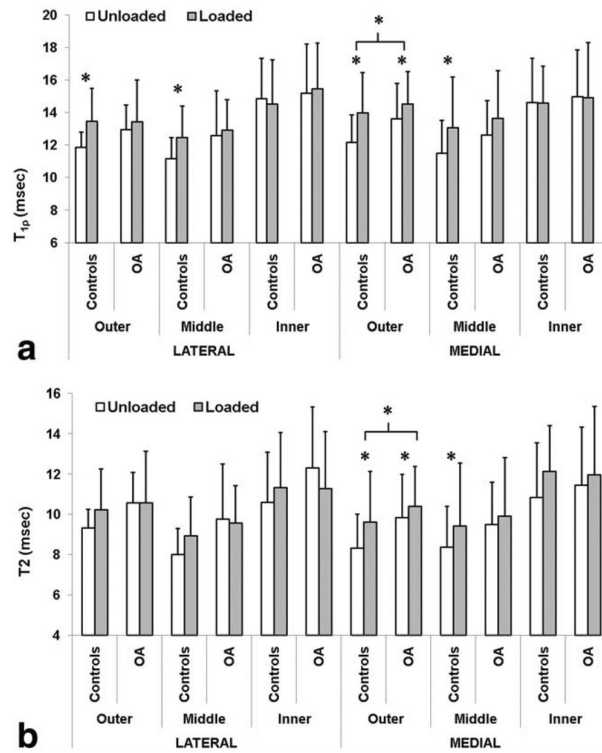 20
18
16
14
12
10
8
6
T1ρ (msec)
Unloaded Loaded
* * * * * *
Controls OA Controls OA Controls OA Controls OA Controls OA Controls OA
Outer Middle Inner Outer Middle Inner
LATERAL MEDIAL
a
16
14
12
10
8
6
4
T2 (msec)
Unloaded Loaded
* * * *
Controls OA Controls OA Controls OA Controls OA Controls OA Controls OA
Outer Middle Inner Outer Middle Inner
LATERAL MEDIAL
b